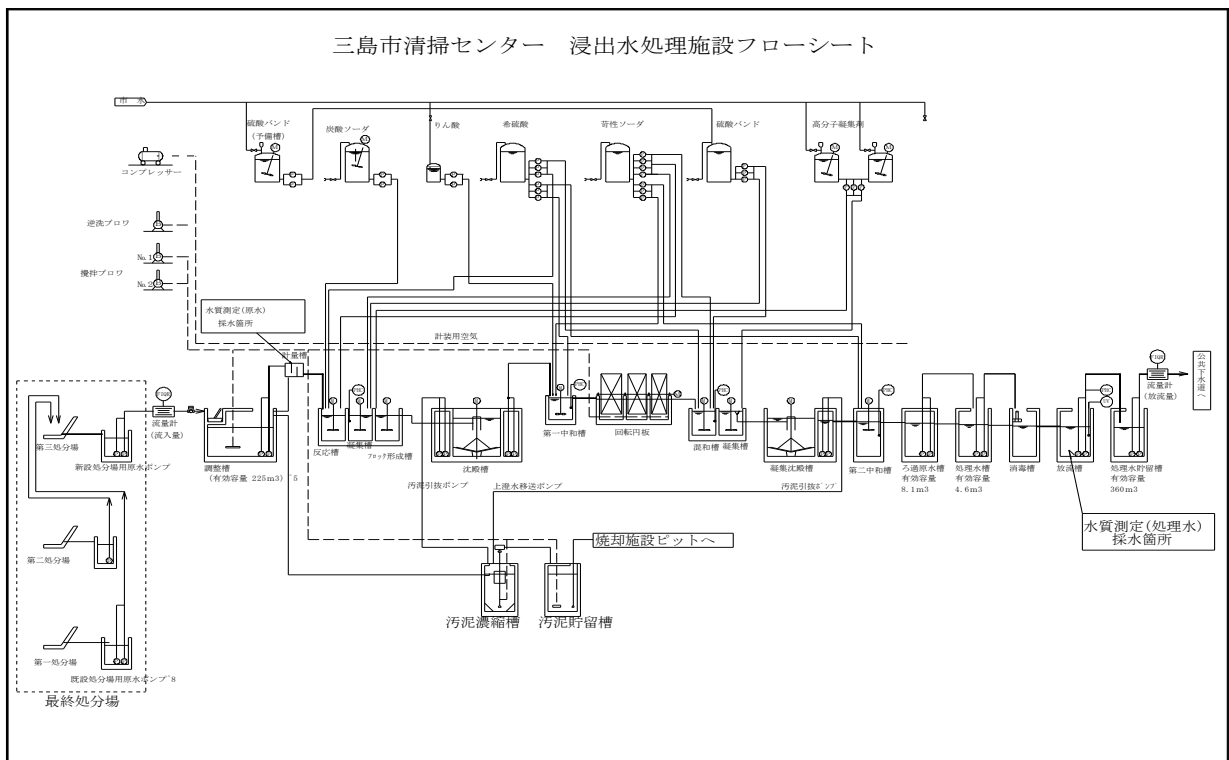 三島市清掃センター　浸出水処理施設フローシート
市　水
硫酸バンド
(予備槽)
炭酸ソーダ
りん酸
希硫酸
苛性ソーダ
硫酸バンド
高分子凝集剤
コンプレッサー
逆洗ブロワ
No.1
攪拌ブロワ
No.2
水質測定(原水)
採水箇所
計装用空気
計量槽
公共下水道へ
流量計
(放流量)
第三処分場
新設処分場用原水ポンプ
流量計
(流入量)
調整槽
(有効容量 225m3)゛5
反応槽
凝集槽
フロック形成槽
沈殿槽
第一中和槽
回転円板
混和槽
凝集槽
凝集沈殿槽
第二中和槽
ろ過原水槽
有効容量
8.1m3
処理水槽
有効容量
4.6m3
消毒槽
放流槽
処理水貯留槽
有効容量
360m3
汚泥引抜ポンプ
上澄水移送ポンプ
汚泥引抜ポンプ
水質測定(処理水)
採水箇所
焼却施設ピットへ
第二処分場
汚泥濃縮槽
汚泥貯留槽
第一処分場
既設処分場用原水ポンプ゛8
最終処分場